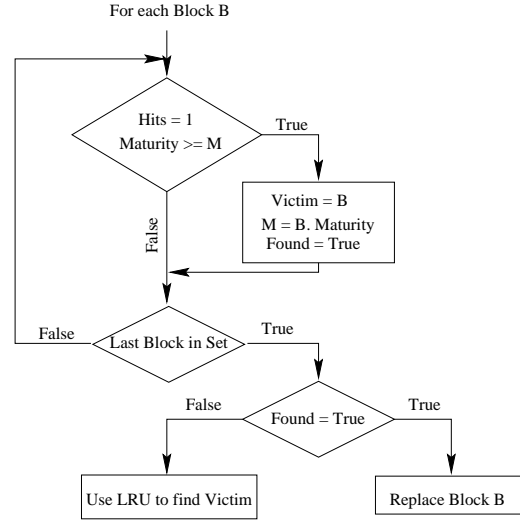 For each Block B
Hits = 1
Maturity >= M
True
Victim = B
M = B. Maturity
Found = True
False
Last Block in Set
False
True
Found = True
False
True
Use LRU to find Victim
Replace Block B